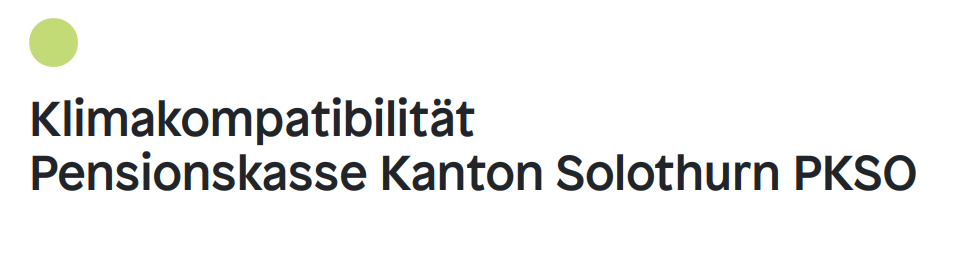 Klimakompatibilität
Pensionskasse Kanton Solothurn PKSO